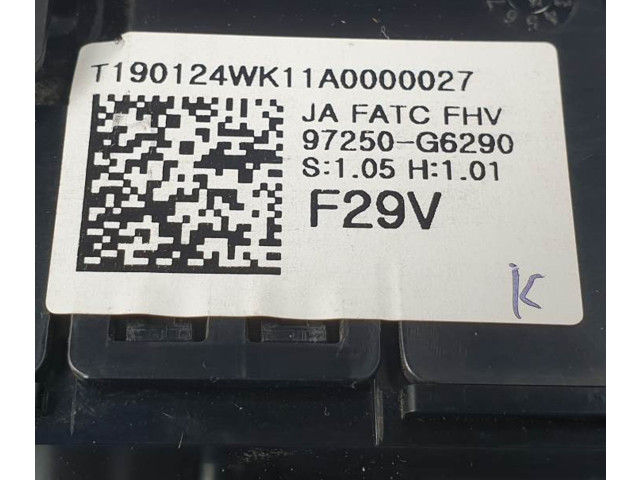 T190124WK11A0000027
JA FATC FHV
97250-G6290
S:1.05 H:1.01
F29V
K